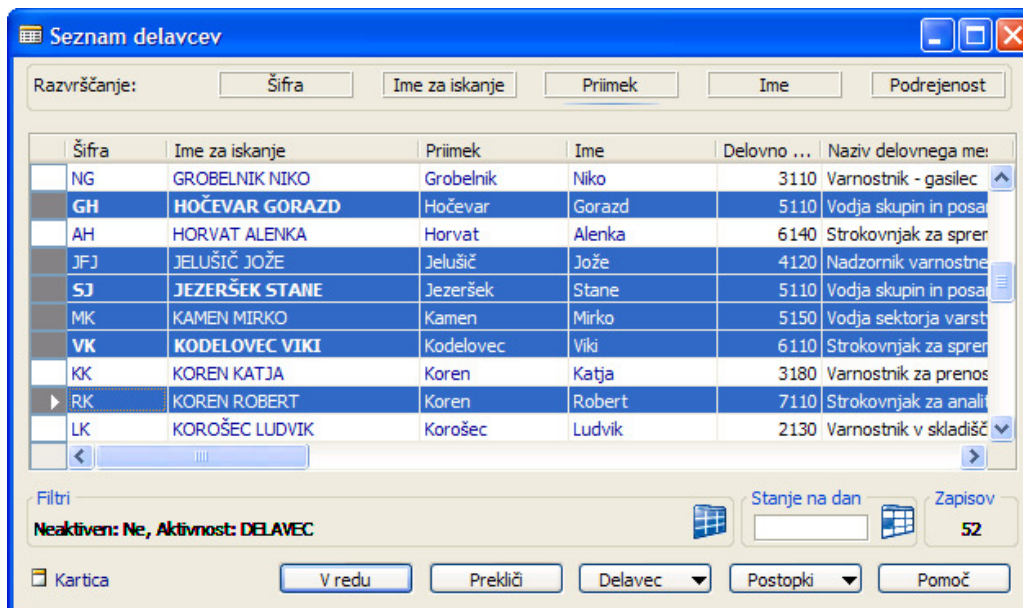 Seznam delavcev
Razvrščanje: Šifra Ime za iskanje Priimek Ime Podrejenost
Šifra Ime za iskanje Priimek Ime Delovno ... Naziv delovnega me
NG GROBELNIK NIKO Grobelnik Niko 3110 Varnostnik - gasilec
GH HOČEVAR GORAZD Hočevar Gorazd 5110 Vodja skupin in posa
AH HORVAT ALENKA Horvat Alenka 6140 Strokovnjak za sprem
JFJ JELUŠIČ JOŽE Jelušič Jože 4120 Nadzornik varnostne
SJ JEZERŠEK STANE Jezeršek Stane 5110 Vodja skupin in posa
MK KAMEN MIRKO Kamen Mirko 5150 Vodja sektorja varst
VK KODELOVEC VIKI Kodelovec Viki 6110 Strokovnjak za sprem
KK KOREN KATJA Koren Katja 3180 Varnostnik za prenos
RK KOREN ROBERT Koren Robert 7110 Strokovnjak za analit
LK KOROŠEC LUDVIK Korošec Ludvik 2130 Varnostnik v skladišč
Filtri Stanje na dan Zapisov
Neaktiven: Ne, Aktivnost: DELAVEC 52
Kartica V redu Prekliči Delavec Postopki Pomoč